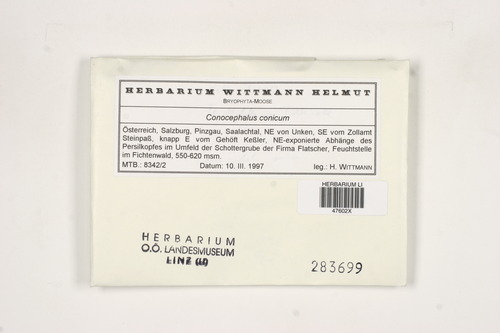 HERBARIUM WITTMANN HELMUT
BRYOPHYTA-MOOSE
Conocephalus conicum
Österreich, Salzburg, Pinzgau, Saalachtal, NE von Unken, SE vom Zollamt
Steinpaß, knapp E vom Gehöft Keßler, NE-exponierte Abhänge des
Persilkopfes im Umfeld der Schottergrube der Firma Flatscher, Feuchtstelle
im Fichtenwald, 550-620 msm.
MTB.: 8342/2 Datum: 10. III. 1997 leg.: H. WITTMANN
HERBARIUM LI
47602X
HERBARIUM
O.Ö. LANDESMUSEUM
LINZ (LI)
283699